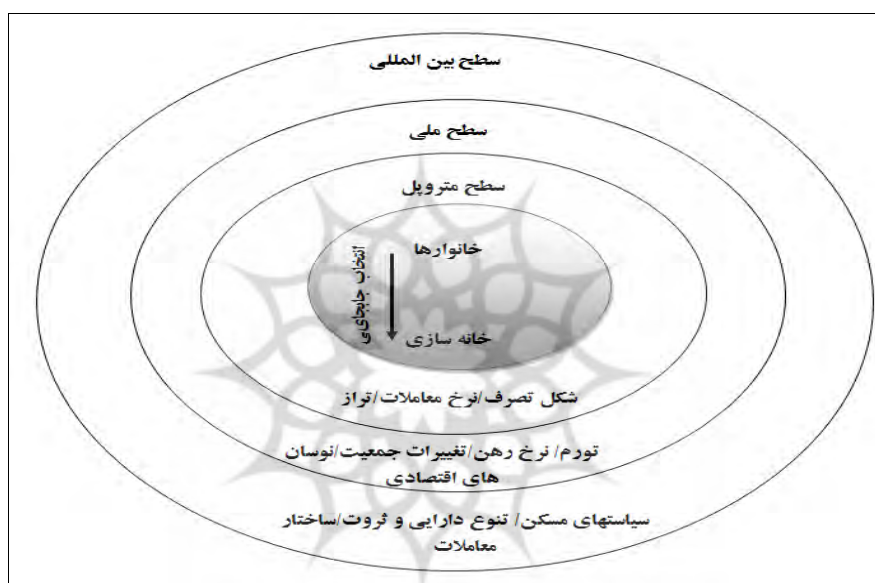 سطح بین المللی
سطح ملی
سطح متروپل
خانوارها
انتخاب جابجایی
خانه سازی
شکل تصرف/نرخ معاملات/تراز
تورم/ نرخ رهن/تغییرات جمعیت/نوسان
های اقتصادی
سیاستهای مسکن/ تنوع دارایی و ثروت/ساختار
معاملات